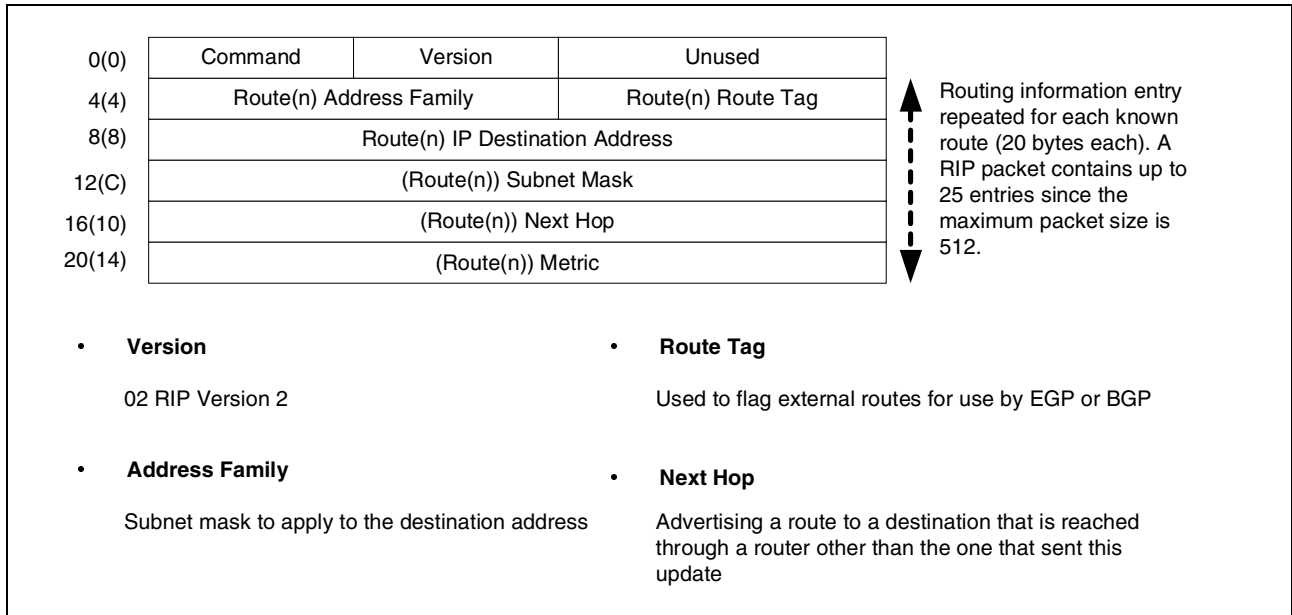 0(0) Command Version Unused
4(4) Route(n) Address Family Route(n) Route Tag
8(8) Route(n) IP Destination Address
12(C) (Route(n)) Subnet Mask
16(10) (Route(n)) Next Hop
20(14) (Route(n)) Metric
Routing information entry
repeated for each known
route (20 bytes each). A
RIP packet contains up to
25 entries since the
maximum packet size is
512.
• Version
02 RIP Version 2
• Address Family
Subnet mask to apply to the destination address
• Route Tag
Used to flag external routes for use by EGP or BGP
• Next Hop
Advertising a route to a destination that is reached
through a router other than the one that sent this
update